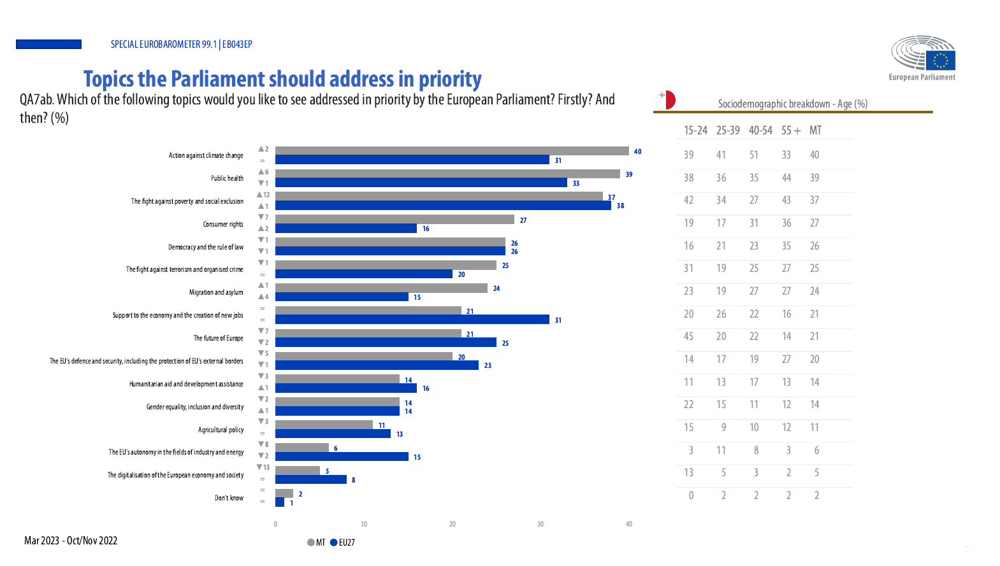 SPECIAL EUROBAROMETER 99.1 | EB043EP
European Parliament
Topics the Parliament should address in priority
QA7ab. Which of the following topics would you like to see addressed in priority by the European Parliament? Firstly? And
then? (%)
Sociodemographic breakdown - Age (%)
15-24 25-39 40-54 55 + MT
Action against climate change ▲2 40 = 31
39 41 51 33 40
Public health ▲6 39 ▼1 33
38 36 35 44 39
The fight against poverty and social exclusion ▲12 37 ▲1 38
42 34 27 43 37
Consumer rights ▼7 27 ▲2 16
19 17 31 36 27
Democracy and the rule of law ▼1 26 ▼1 26
16 21 23 35 26
The fight against terrorism and organised crime ▼1 25 = 20
31 19 25 27 25
Migration and asylum ▲1 24 ▲4 15
23 19 27 27 24
Support to the economy and the creation of new jobs = 21 = 31
20 26 22 16 21
The future of Europe ▼7 21 ▼2 25
45 20 22 14 21
The EU's defence and security, including the protection of EU's external borders ▼5 20 ▼1 23
14 17 19 27 20
Humanitarian aid and development assistance ▼3 14 ▲1 16
11 13 17 13 14
Gender equality, inclusion and diversity ▼2 14 ▲1 14
22 15 11 12 14
Agricultural policy ▼3 11 = 13
15 9 10 12 11
The EU's autonomy in the fields of industry and energy ▼8 6 ▼2 15
3 11 8 3 6
The digitalisation of the European economy and society ▼13 5 = 8
13 5 3 2 5
Don't know = 2 = 1
0 2 2 2 2
0 10 20 30 40
MT EU27
Mar 2023 - Oct/Nov 2022